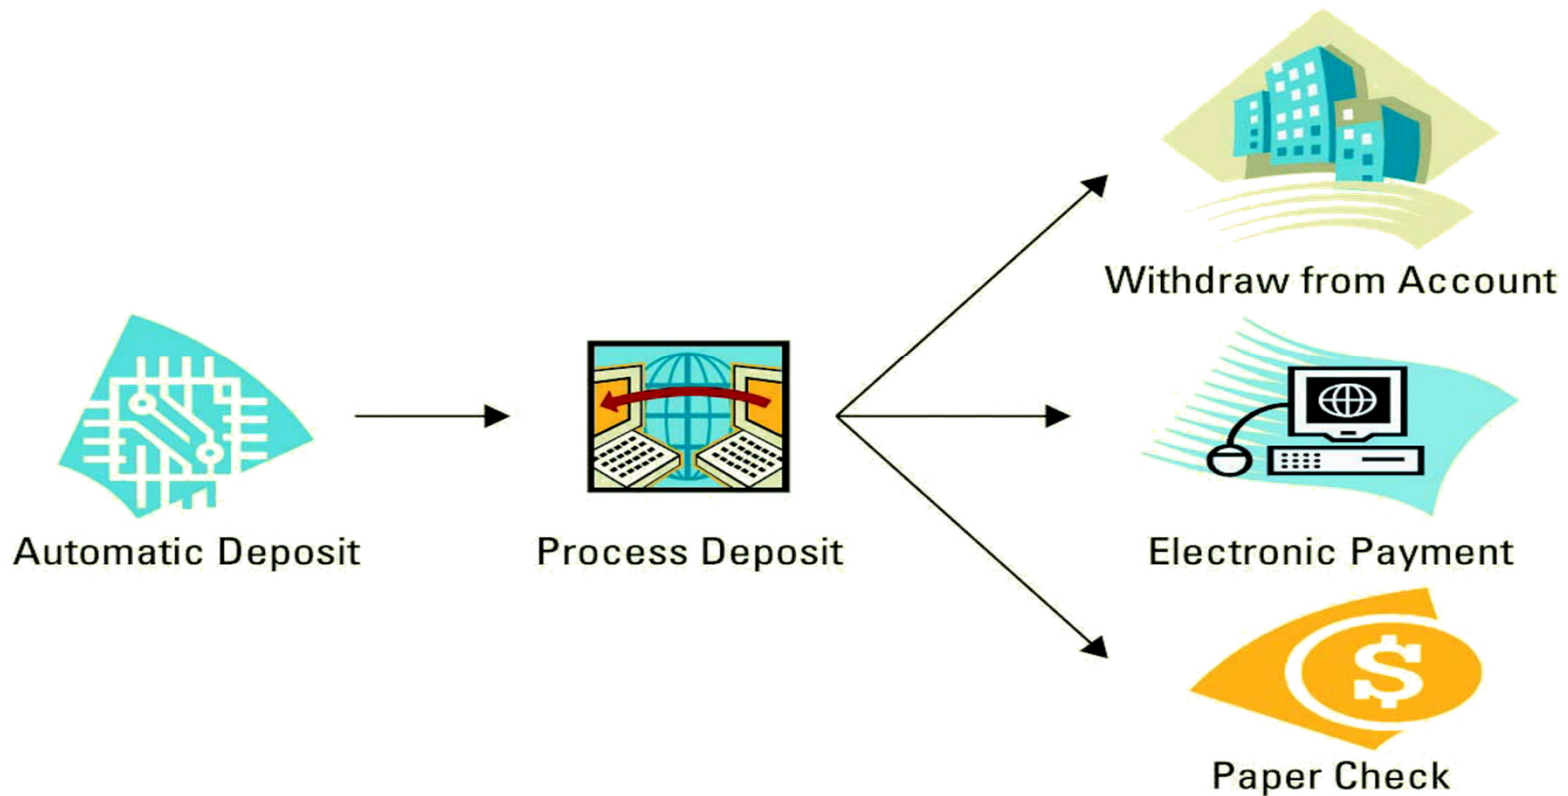 Withdraw from Account
Automatic Deposit
Process Deposit
Electronic Payment
$
Paper Check